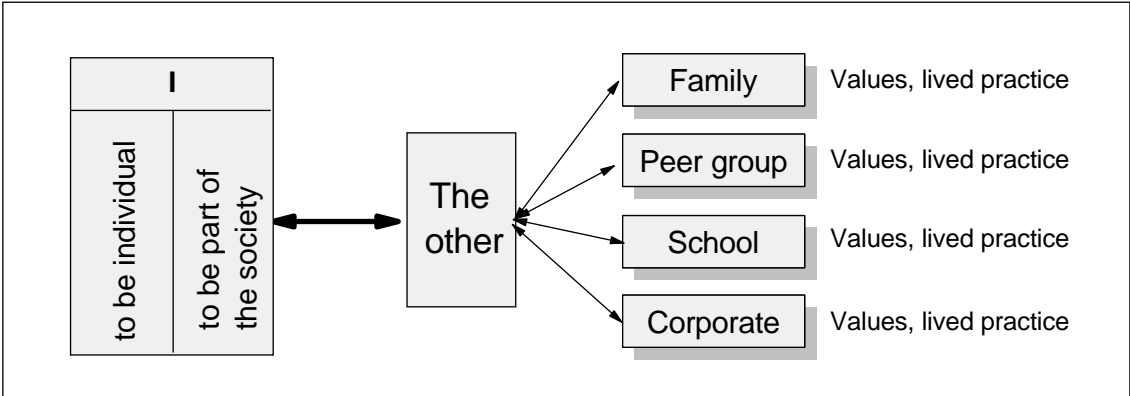 I
to be individual
to be part of
the society
The
other
Family
Values, lived practice
Peer group
Values, lived practice
School
Values, lived practice
Corporate
Values, lived practice